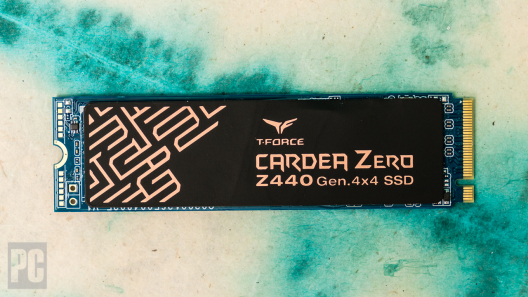 T-FORCE
CARDEA ZERO
Z440 Gen.4x4 SSD
PC